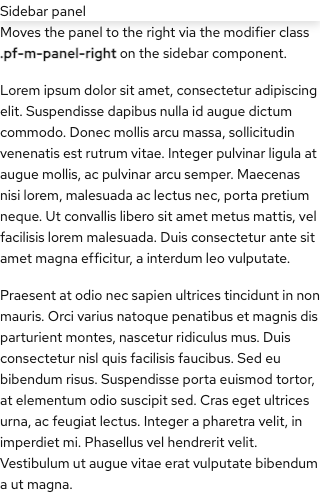 Sidebar panel
Moves the panel to the right via the modifier class
.pf-m-panel-right on the sidebar component.
Lorem ipsum dolor sit amet, consectetur adipiscing
elit. Suspendisse dapibus nulla id augue dictum
commodo. Donec mollis arcu massa, sollicitudin
venenatis est rutrum vitae. Integer pulvinar ligula at
augue mollis, ac pulvinar arcu semper. Maecenas
nisi lorem, malesuada ac lectus nec, porta pretium
neque. Ut convallis libero sit amet metus mattis, vel
facilisis lorem malesuada. Duis consectetur ante sit
amet magna efficitur, a interdum leo vulputate.
Praesent at odio nec sapien ultrices tincidunt in non
mauris. Orci varius natoque penatibus et magnis dis
parturient montes, nascetur ridiculus mus. Duis
consectetur nisl quis facilisis faucibus. Sed eu
bibendum risus. Suspendisse porta euismod tortor,
at elementum odio suscipit sed. Cras eget ultrices
urna, ac feugiat lectus. Integer a pharetra velit, in
imperdiet mi. Phasellus vel hendrerit velit.
Vestibulum ut augue vitae erat vulputate bibendum
a ut magna.